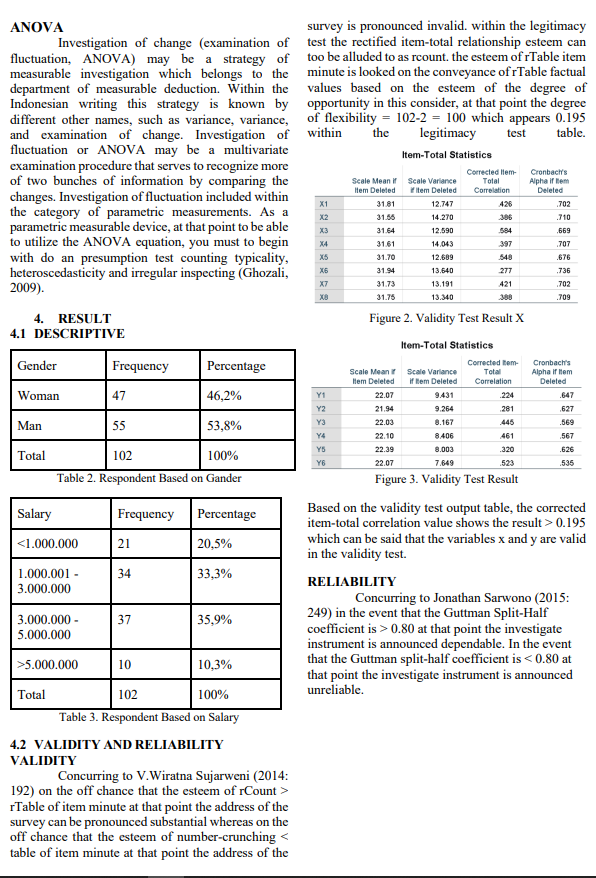 ANOVA
Investigation of change (examination of
fluctuation, ANOVA) may be a strategy of
measurable investigation which belongs to the
department of measurable deduction. Within the
Indonesian writing this strategy is known by
different other names, such as variance, variance,
and examination of change. Investigation of
fluctuation or ANOVA may be a multivariate
examination procedure that serves to recognize more
of two bunches of information by comparing the
changes. Investigation of fluctuation included within
the category of parametric measurements. As a
parametric measurable device, at that point to be able
to utilize the ANOVA equation, you must to begin
with do an presumption test counting typicality,
heteroscedasticity and irregular inspecting (Ghozali,
2009).
4. RESULT
4.1 DESCRIPTIVE
Gender Frequency Percentage
Woman 47 46,2%
Man 55 53,8%
Total 102 100%
Table 2. Respondent Based on Gander
Salary Frequency Percentage
<1.000.000 21 20,5%
1.000.001 - 34 33,3%
3.000.000
3.000.000 - 37 35,9%
5.000.000
>5.000.000 10 10,3%
Total 102 100%
Table 3. Respondent Based on Salary
4.2 VALIDITY AND RELIABILITY
VALIDITY
Concurring to V.Wiratna Sujarweni (2014:
192) on the off chance that the esteem of rCount >
rTable of item minute at that point the address of the
survey can be pronounced substantial whereas on the
off chance that the esteem of number-crunching <
table of item minute at that point the address of the
survey is pronounced invalid. within the legitimacy
test the rectified item-total relationship esteem can
too be alluded to as rcount. the esteem of rTable item
minute is looked on the conveyance of rTable factual
values based on the esteem of the degree of
opportunity in this consider, at that point the degree
of flexibility = 102-2 = 100 which appears 0.195
within the legitimacy test table.
Item-Total Statistics
Corrected Item- Cronbach's
Scale Mean if Scale Variance Total Alpha if Item
Item Deleted if Item Deleted Correlation Deleted
X1 31.81 12.747 .426 .702
X2 31.55 14.270 .386 .710
X3 31.64 12.590 .584 .669
X4 31.61 14.043 .397 .707
X5 31.70 12.689 .548 .676
X6 31.94 13.640 .277 .736
X7 31.73 13.191 .421 .702
X8 31.75 13.340 .388 .709
Figure 2. Validity Test Result X
Item-Total Statistics
Corrected Item- Cronbach's
Scale Mean if Scale Variance Total Alpha if Item
Item Deleted if Item Deleted Correlation Deleted
Y1 22.07 9.431 .224 .647
Y2 21.94 9.264 .281 .627
Y3 22.03 8.167 .445 .569
Y4 22.10 8.406 .461 .567
Y5 22.39 8.003 .320 .626
Y6 22.07 7.649 .523 .535
Figure 3. Validity Test Result
Based on the validity test output table, the corrected
item-total correlation value shows the result > 0.195
which can be said that the variables x and y are valid
in the validity test.
RELIABILITY
Concurring to Jonathan Sarwono (2015:
249) in the event that the Guttman Split-Half
coefficient is > 0.80 at that point the investigate
instrument is announced dependable. In the event
that the Guttman split-half coefficient is < 0.80 at
that point the investigate instrument is announced
unreliable.